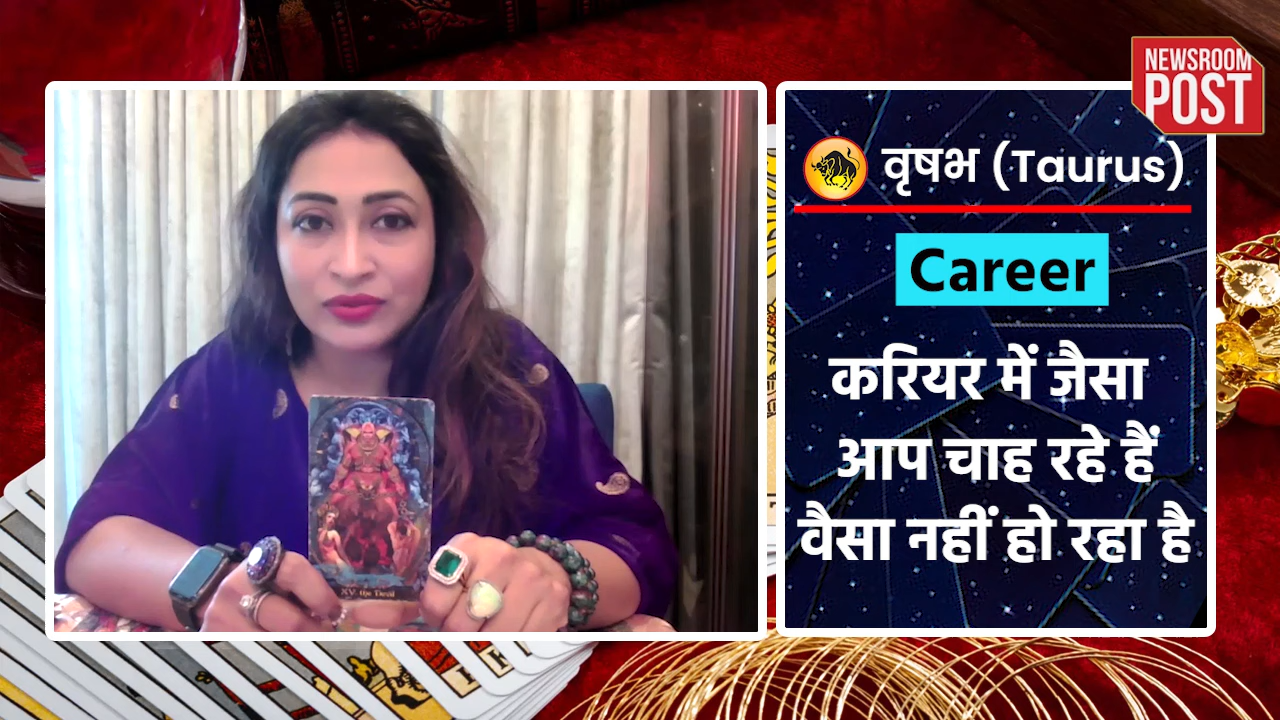 NEWSROOM
POST
वृषभ (Taurus)
Career
करियर में जैसा
आप चाह रहे हैं
वैसा नहीं हो रहा है
XV. the Devil